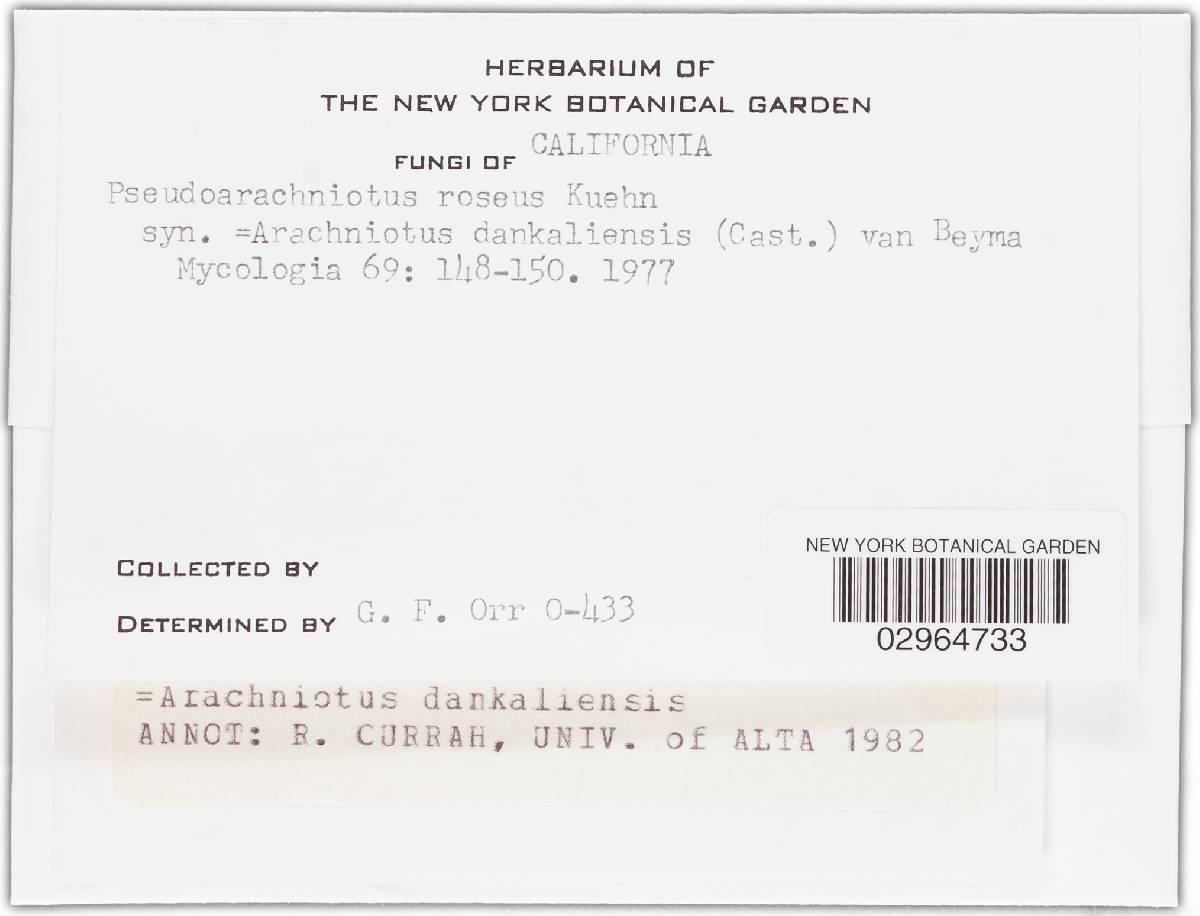 HERBARIUM OF
THE NEW YORK BOTANICAL GARDEN
FUNGI OF CALIFORNIA
Pseudoarachniotus roseus Kuehn
syn. =Arachniotus dankaliensis (Cast.) van Beyma
Mycologia 69: 148-150. 1977
COLLECTED BY
DETERMINED BY G. F. Orr O-433
NEW YORK BOTANICAL GARDEN
02964733
=Arachniotus dankaliensis
ANNOT: R. CURRAH, UNIV. of ALTA 1982